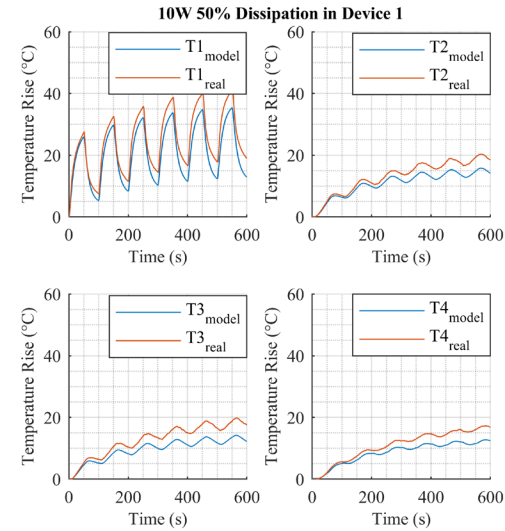 10W 50% Dissipation in Device 1
Temperature Rise (°C)
60
40
20
0
T1model
T1real
0 200 400 600
Time (s)
Temperature Rise (°C)
60
40
20
0
T2model
T2real
0 200 400 600
Time (s)
Temperature Rise (°C)
60
40
20
0
T3model
T3real
0 200 400 600
Time (s)
Temperature Rise (°C)
60
40
20
0
T4model
T4real
0 200 400 600
Time (s)